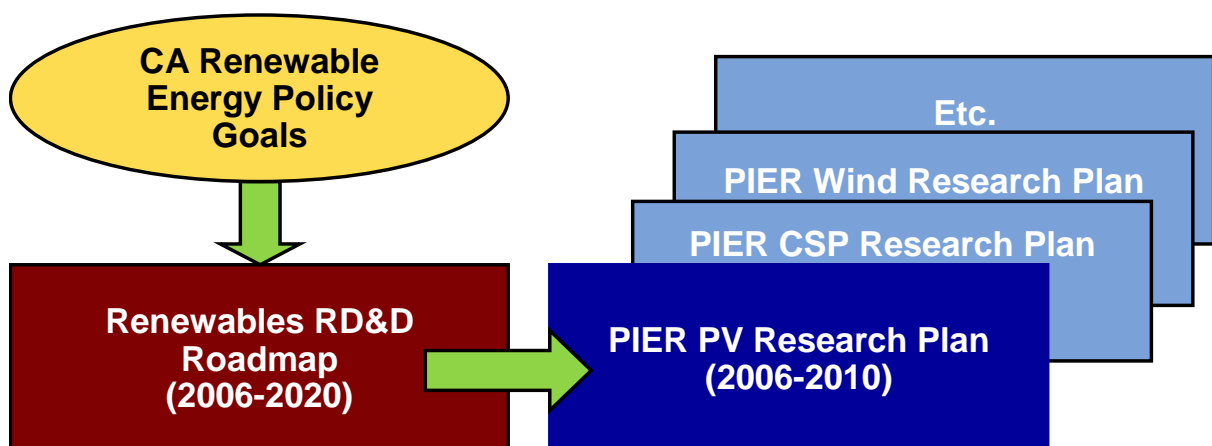 CA Renewable
Energy Policy
Goals
Etc.
PIER Wind Research Plan
PIER CSP Research Plan
Renewables RD&D
Roadmap
(2006-2020)
PIER PV Research Plan
(2006-2010)